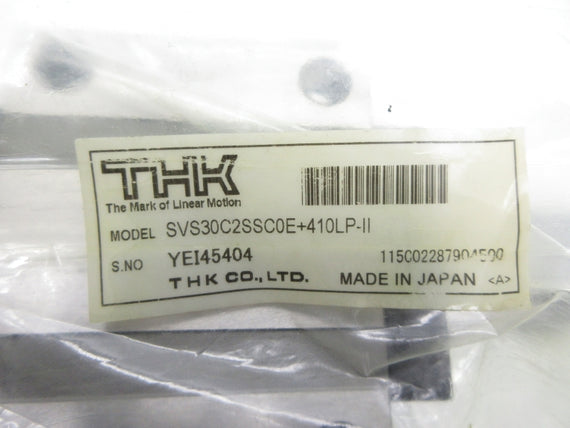 THK
The Mark of Linear Motion
MODEL SVS30C2SSC0E+410LP-II
S.NO YEI45404 115C02287904500
THK CO., LTD. MADE IN JAPAN <A>